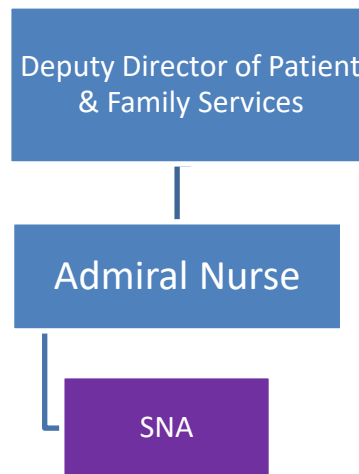 Deputy Director of Patient
& Family Services
Admiral Nurse
SNA